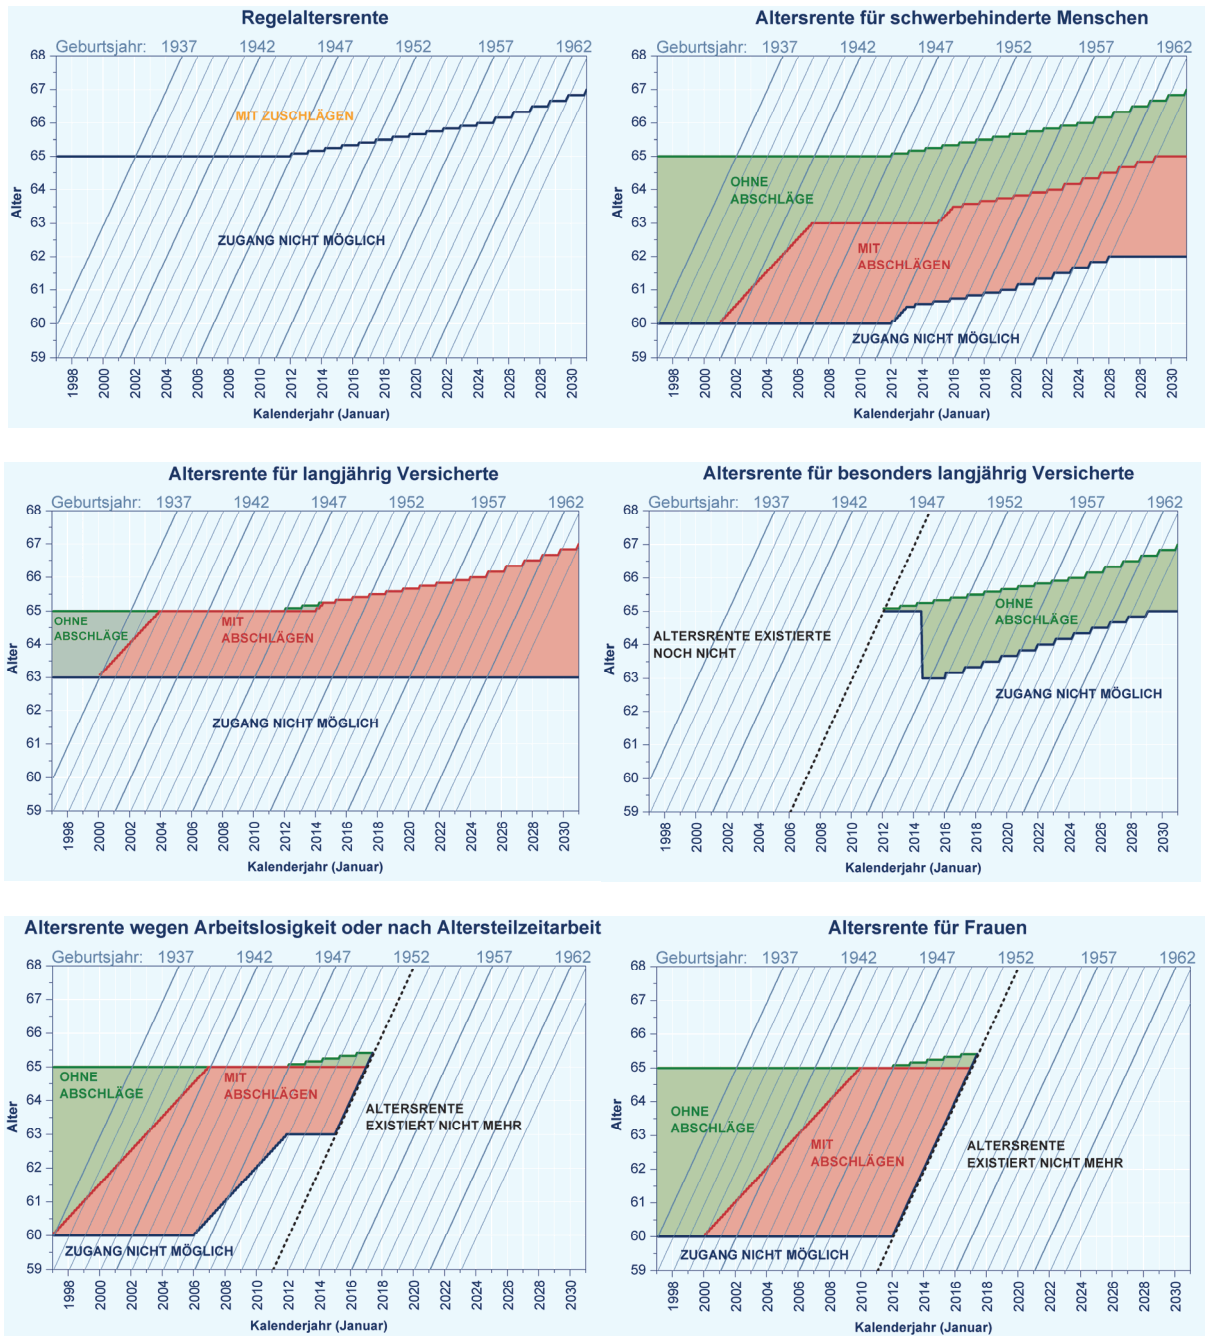 Regelaltersrente
Geburtsjahr: 1937 1942 1947 1952 1957 1962
68
67
66
65
64
63
62
61
60
59
Alter
MIT ZUSCHLÄGEN
ZUGANG NICHT MÖGLICH
1998 2000 2002 2004 2006 2008 2010 2012 2014 2016 2018 2020 2022 2024 2026 2028 2030
Kalenderjahr (Januar)
Altersrente für schwerbehinderte Menschen
Geburtsjahr: 1937 1942 1947 1952 1957 1962
68
67
66
65
64
63
62
61
60
59
Alter
OHNE
ABSCHLÄGE
MIT
ABSCHLÄGEN
ZUGANG NICHT MÖGLICH
1998 2000 2002 2004 2006 2008 2010 2012 2014 2016 2018 2020 2022 2024 2026 2028 2030
Kalenderjahr (Januar)
Altersrente für langjährig Versicherte
Geburtsjahr: 1937 1942 1947 1952 1957 1962
68
67
66
65
64
63
62
61
60
59
Alter
OHNE
ABSCHLÄGE
MIT
ABSCHLÄGEN
ZUGANG NICHT MÖGLICH
1998 2000 2002 2004 2006 2008 2010 2012 2014 2016 2018 2020 2022 2024 2026 2028 2030
Kalenderjahr (Januar)
Altersrente für besonders langjährig Versicherte
Geburtsjahr: 1937 1942 1947 1952 1957 1962
68
67
66
65
64
63
62
61
60
59
Alter
OHNE
ABSCHLÄGE
ALTERSRENTE EXISTIERTE
NOCH NICHT
ZUGANG NICHT MÖGLICH
1998 2000 2002 2004 2006 2008 2010 2012 2014 2016 2018 2020 2022 2024 2026 2028 2030
Kalenderjahr (Januar)
Altersrente wegen Arbeitslosigkeit oder nach Altersteilzeitarbeit
Geburtsjahr: 1937 1942 1947 1952 1957 1962
68
67
66
65
64
63
62
61
60
59
Alter
OHNE
ABSCHLÄGE
MIT
ABSCHLÄGEN
ALTERSRENTE
EXISTIERT NICHT MEHR
ZUGANG NICHT MÖGLICH
1998 2000 2002 2004 2006 2008 2010 2012 2014 2016 2018 2020 2022 2024 2026 2028 2030
Kalenderjahr (Januar)
Altersrente für Frauen
Geburtsjahr: 1937 1942 1947 1952 1957 1962
68
67
66
65
64
63
62
61
60
59
Alter
OHNE
ABSCHLÄGE
MIT
ABSCHLÄGEN
ALTERSRENTE
EXISTIERT NICHT MEHR
ZUGANG NICHT MÖGLICH
1998 2000 2002 2004 2006 2008 2010 2012 2014 2016 2018 2020 2022 2024 2026 2028 2030
Kalenderjahr (Januar)